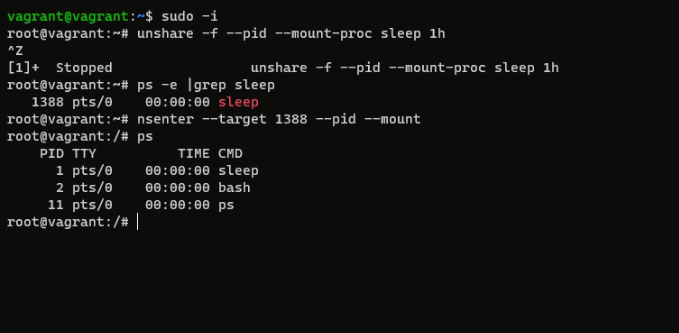 vagrant@vagrant:~$ sudo -i
root@vagrant:~# unshare -f --pid --mount-proc sleep 1h
^Z
[1]+  Stopped                 unshare -f --pid --mount-proc sleep 1h
root@vagrant:~# ps -e |grep sleep
   1388 pts/0    00:00:00 sleep
root@vagrant:~# nsenter --target 1388 --pid --mount
root@vagrant:/# ps
    PID TTY          TIME CMD
      1 pts/0    00:00:00 sleep
      2 pts/0    00:00:00 bash
     11 pts/0    00:00:00 ps
root@vagrant:/#